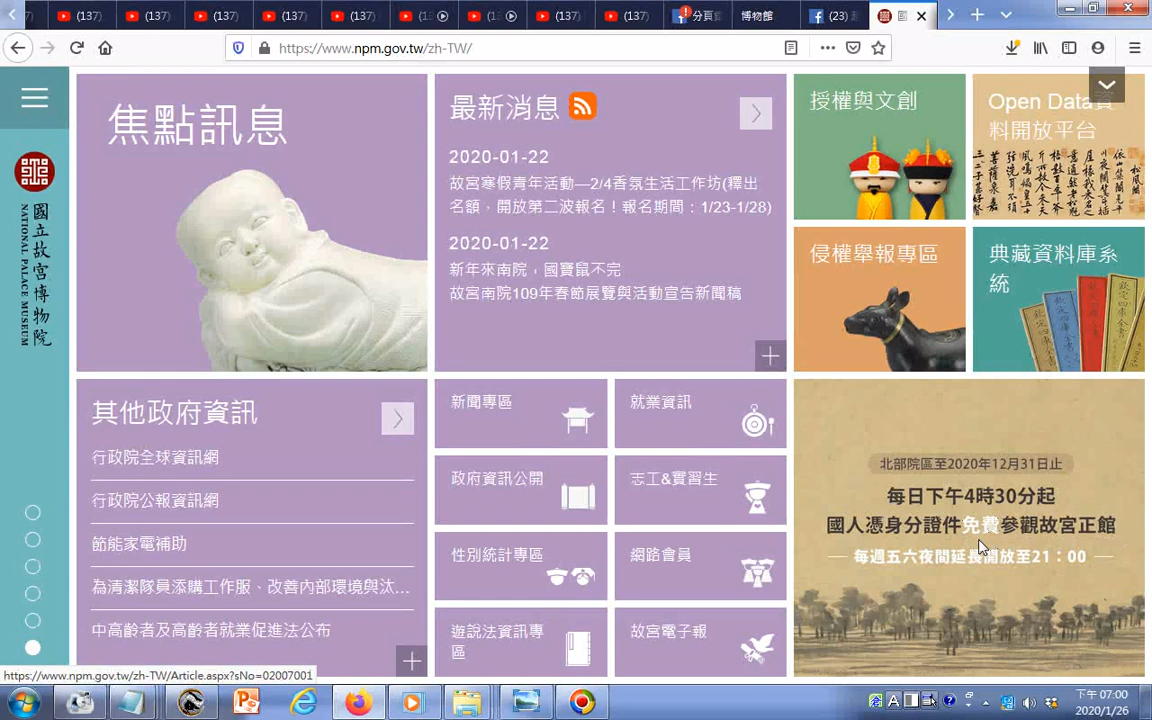 (137)
(137)
(137)
(137)
(137)
(137)
(137)
分頁
博物館
(23)
https://www.npm.gov.tw/zh-TW/
國立故宮博物院
NATIONAL PALACE MUSEUM
焦點訊息
最新消息
2020-01-22
故宮寒假青年活動—2/4香氛生活工作坊(釋出
名額，開放第二波報名！報名期間：1/23-1/28)
2020-01-22
新年來南院，國寶鼠不完
故宮南院109年春節展覽與活動宣告新聞稿
授權與文創
Open Data資
料開放平台
侵權舉報專區
典藏資料庫系
統
欽定四庫全書
其他政府資訊
行政院全球資訊網
行政院公報資訊網
節能家電補助
為清潔隊員添購工作服、改善內部環境與汰...
中高齡者及高齡者就業促進法公布
新聞專區
就業資訊
政府資訊公開
志工&實習生
性別統計專區
網路會員
遊說法資訊專
區
故宮電子報
北部院區至2020年12月31日止
每日下午4時30分起
國人憑身分證件免費參觀故宮正館
每週五六夜間延長開放至21：00
https://www.npm.gov.tw/zh-TW/Article.aspx?sNo=02007001
下午 07:00
2020/1/26